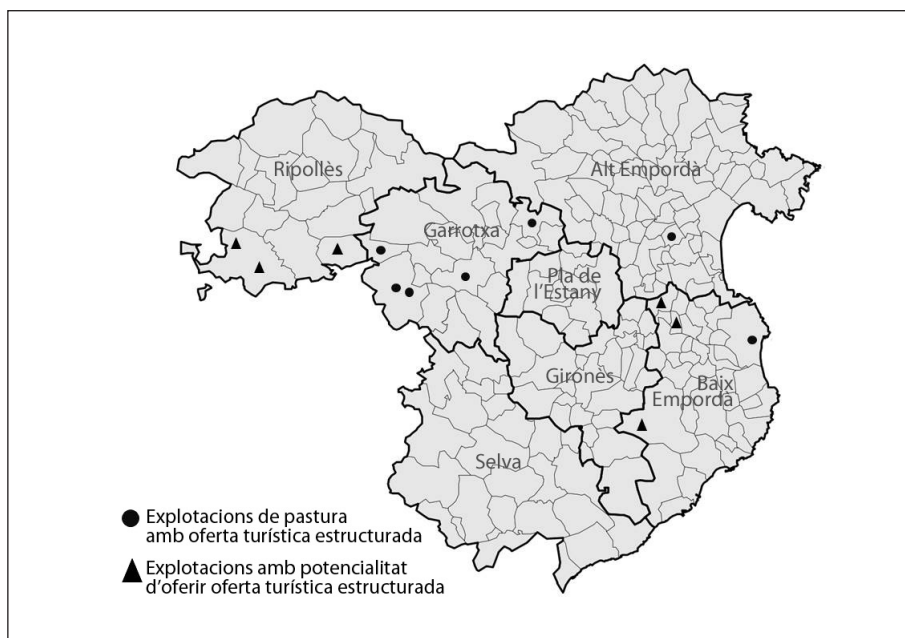 Ripollès
Alt Empordà
Garrotxa
Pla de
l'Estany
Gironès
Baix
Empordà
Selva
Explotacions de pastura
amb oferta turística estructurada
Explotacions amb potencialitat
d'oferir oferta turística estructurada